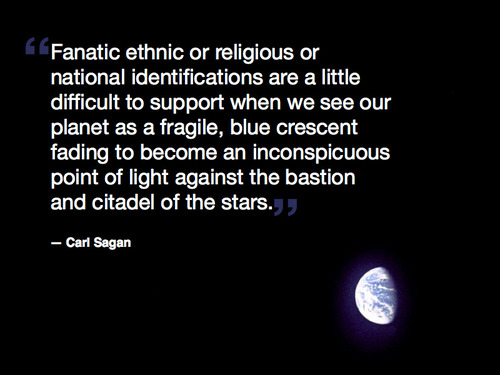 “Fanatic ethnic or religious or
national identifications are a little
difficult to support when we see our
planet as a fragile, blue crescent
fading to become an inconspicuous
point of light against the bastion
and citadel of the stars.”
— Carl Sagan